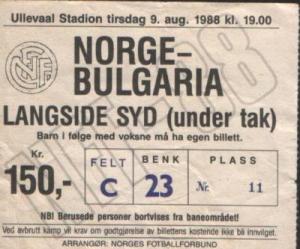 Ullevaal Stadion tirsdag 9. aug. 1988 kl. 19.00
NFF
NORGE–
BULGARIA
LANGSIDE SYD (under tak)
Barn i følge med voksne må ha egen billett.
Kr.
150,-
FELT
C
BENK
23
PLASS
Nr. 11
NB! Berusede personer bortvises fra baneområdet!
Ved avbrutt kamp vil krav om godtgjørelse av billettens kostende ikke bli innvilget.
ARRANGØR: NORGES FOTBALLFORBUND